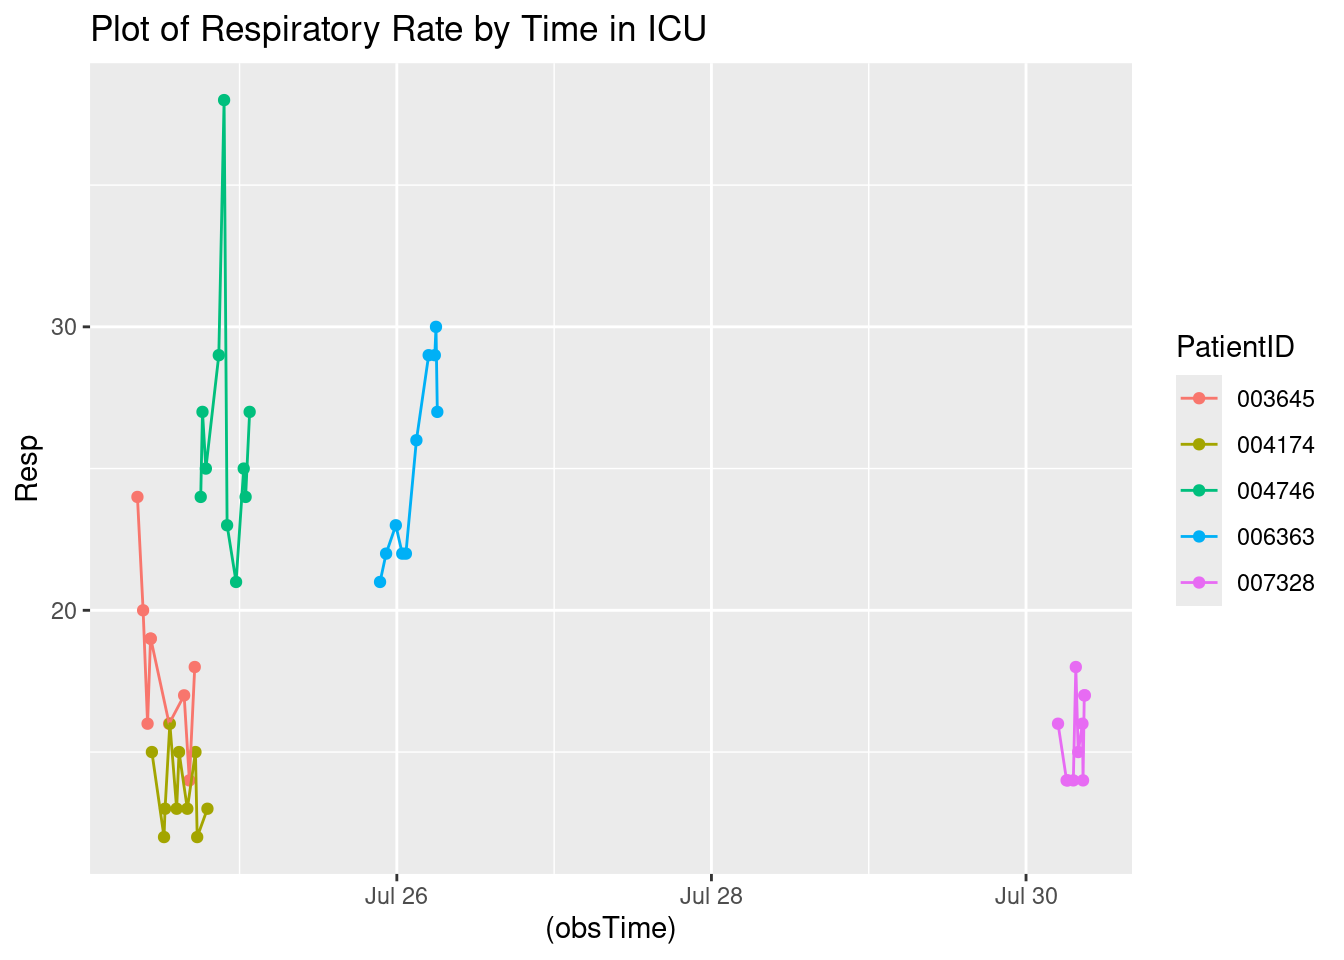 Plot of Respiratory Rate by Time in ICU
Resp
30
20
Jul 26
Jul 28
Jul 30
(obsTime)
PatientID
003645
004174
004746
006363
007328